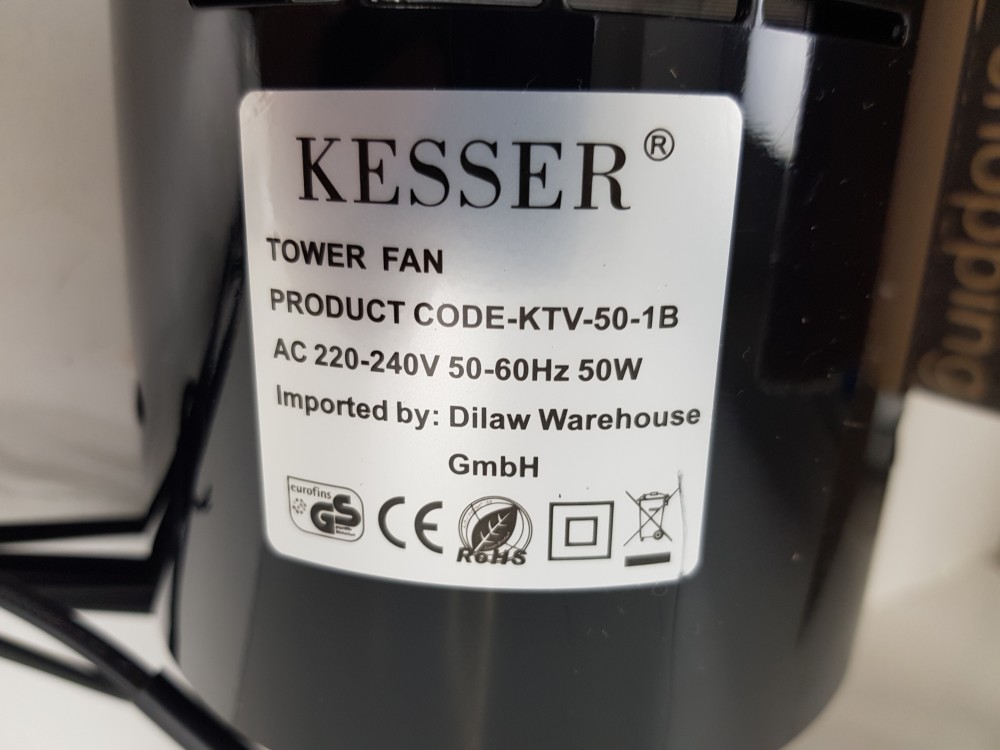 KESSER®
TOWER FAN
PRODUCT CODE-KTV-50-1B
AC 220-240V 50-60Hz 50W
Imported by: Dilaw Warehouse
GmbH
eurofins
GS
CE
RoHS